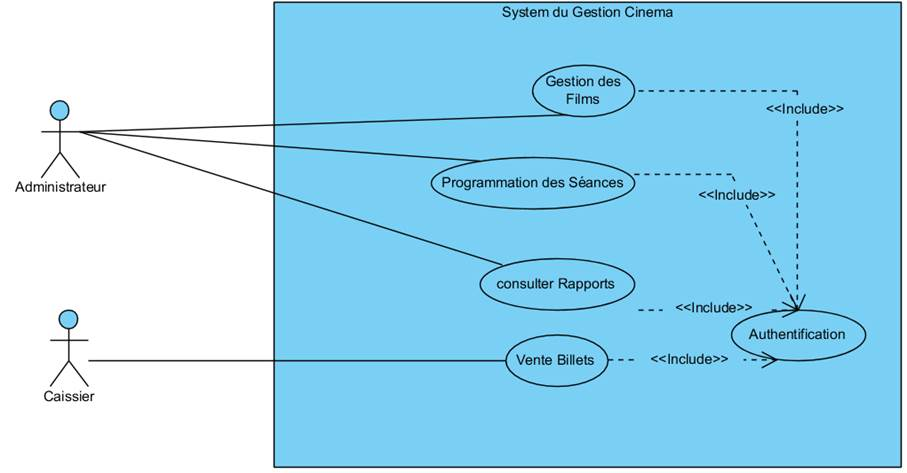 System du Gestion Cinema
Gestion des
Films
<<Include>>
Administrateur
Programmation des Séances
<<Include>>
consulter Rapports
<<Include>>
Authentification
Vente Billets
<<Include>>
Caissier